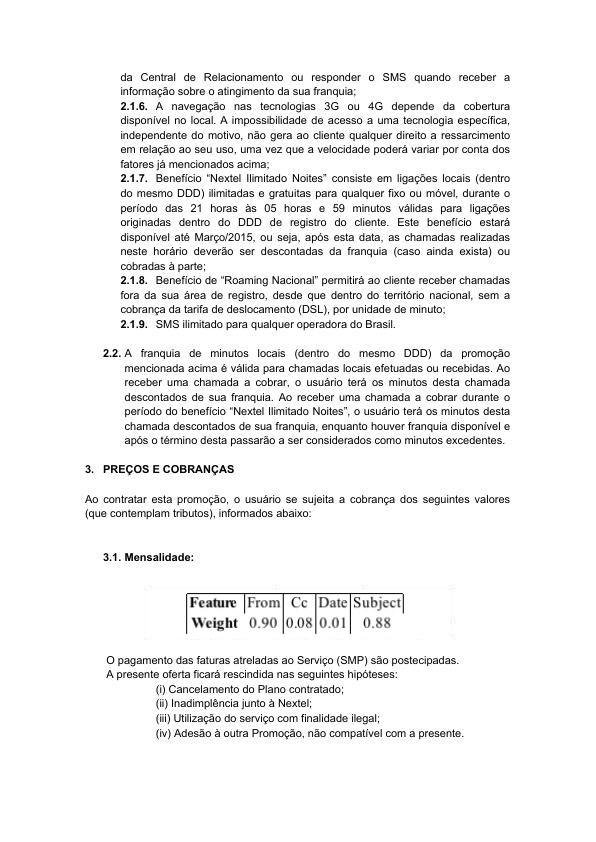 da Central de Relacionamento ou responder o SMS quando receber a
informação sobre o atingimento da sua franquia;
2.1.6. A navegação nas tecnologias 3G ou 4G depende da cobertura
disponível no local. A impossibilidade de acesso a uma tecnologia específica,
independente do motivo, não gera ao cliente qualquer direito a ressarcimento
em relação ao seu uso, uma vez que a velocidade poderá variar por conta dos
fatores já mencionados acima;
2.1.7. Benefício “Nextel Ilimitado Noites” consiste em ligações locais (dentro
do mesmo DDD) ilimitadas e gratuitas para qualquer fixo ou móvel, durante o
período das 21 horas às 05 horas e 59 minutos válidas para ligações
originadas dentro do DDD de registro do cliente. Este benefício estará
disponível até Março/2015, ou seja, após esta data, as chamadas realizadas
neste horário deverão ser descontadas da franquia (caso ainda exista) ou
cobradas à parte;
2.1.8. Benefício de “Roaming Nacional” permitirá ao cliente receber chamadas
fora da sua área de registro, desde que dentro do território nacional, sem a
cobrança da tarifa de deslocamento (DSL), por unidade de minuto;
2.1.9. SMS ilimitado para qualquer operadora do Brasil.
2.2. A franquia de minutos locais (dentro do mesmo DDD) da promoção
mencionada acima é válida para chamadas locais efetuadas ou recebidas. Ao
receber uma chamada a cobrar, o usuário terá os minutos desta chamada
descontados de sua franquia. Ao receber uma chamada a cobrar durante o
período do benefício “Nextel Ilimitado Noites”, o usuário terá os minutos desta
chamada descontados de sua franquia, enquanto houver franquia disponível e
após o término desta passarão a ser considerados como minutos excedentes.
3. PREÇOS E COBRANÇAS
Ao contratar esta promoção, o usuário se sujeita a cobrança dos seguintes valores
(que contemplam tributos), informados abaixo:
3.1. Mensalidade:
Feature From Cc Date Subject
Weight 0.90 0.08 0.01 0.88
O pagamento das faturas atreladas ao Serviço (SMP) são postecipadas.
A presente oferta ficará rescindida nas seguintes hipóteses:
(i) Cancelamento do Plano contratado;
(ii) Inadimplência junto à Nextel;
(iii) Utilização do serviço com finalidade ilegal;
(iv) Adesão à outra Promoção, não compatível com a presente.